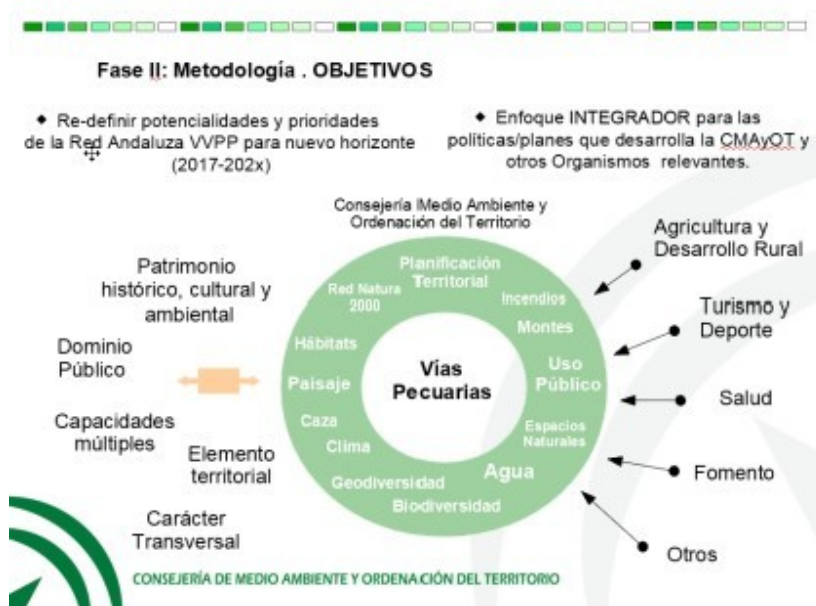 Fase II: Metodología . OBJETIVOS
◆ Re-definir potencialidades y prioridades
de la Red Andaluza VVPP para nuevo horizonte
(2017-202x)
◆ Enfoque INTEGRADOR para las
políticas/planes que desarrolla la CMAyOT y
otros Organismos relevantes.
Consejería Medio Ambiente y
Ordenación del Territorio
Patrimonio
histórico, cultural y
ambiental
Dominio
Público
Capacidades
múltiples
Elemento
territorial
Carácter
Transversal
Planificación
Territorial
Red Natura
2000
Incendios
Montes
Hábitats
Uso
Público
Paisaje
Vías
Pecuarias
Caza
Clima
Espacios
Naturales
Agua
Geodiversidad
Biodiversidad
Agricultura y
Desarrollo Rural
Turismo y
Deporte
Salud
Fomento
Otros
CONSEJERÍA DE MEDIO AMBIENTE Y ORDENACIÓN DEL TERRITORIO